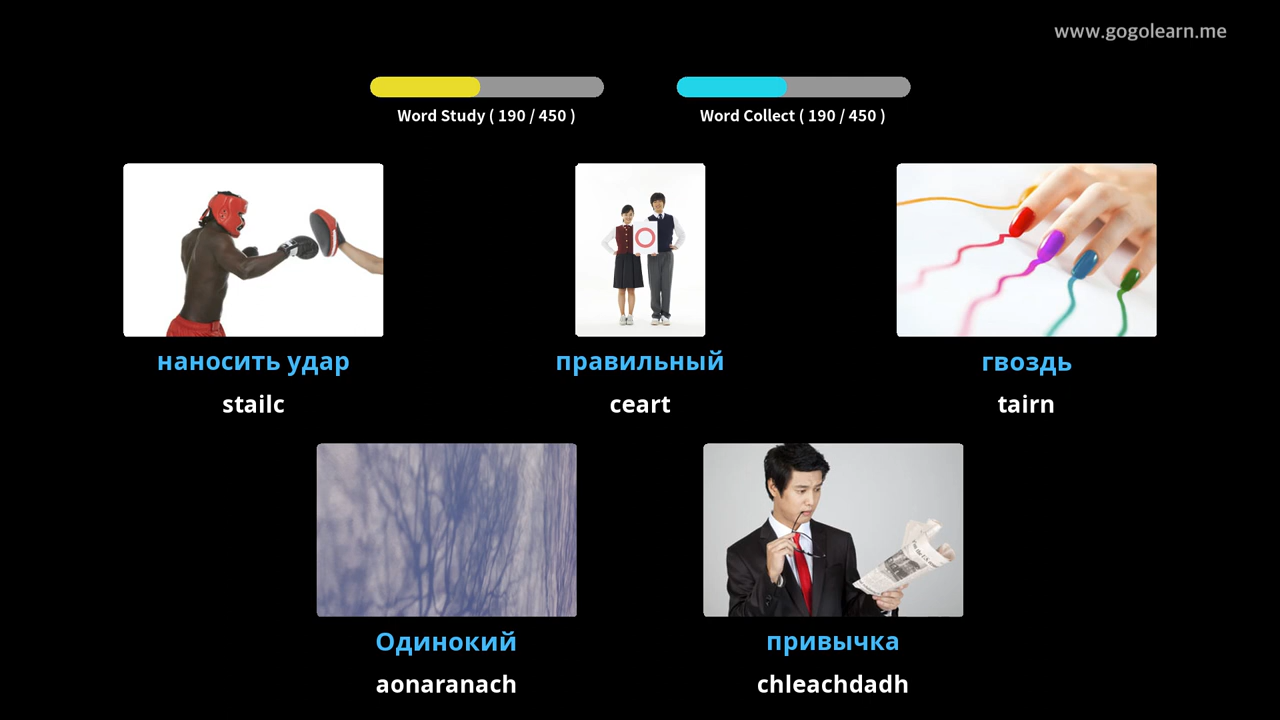 www.gogolearn.me
Word Study ( 190 / 450 )
Word Collect ( 190 / 450 )
наносить удар
правильный
гвоздь
stailc
ceart
tairn
Одинокий
привычка
aonaranach
chleachdadh